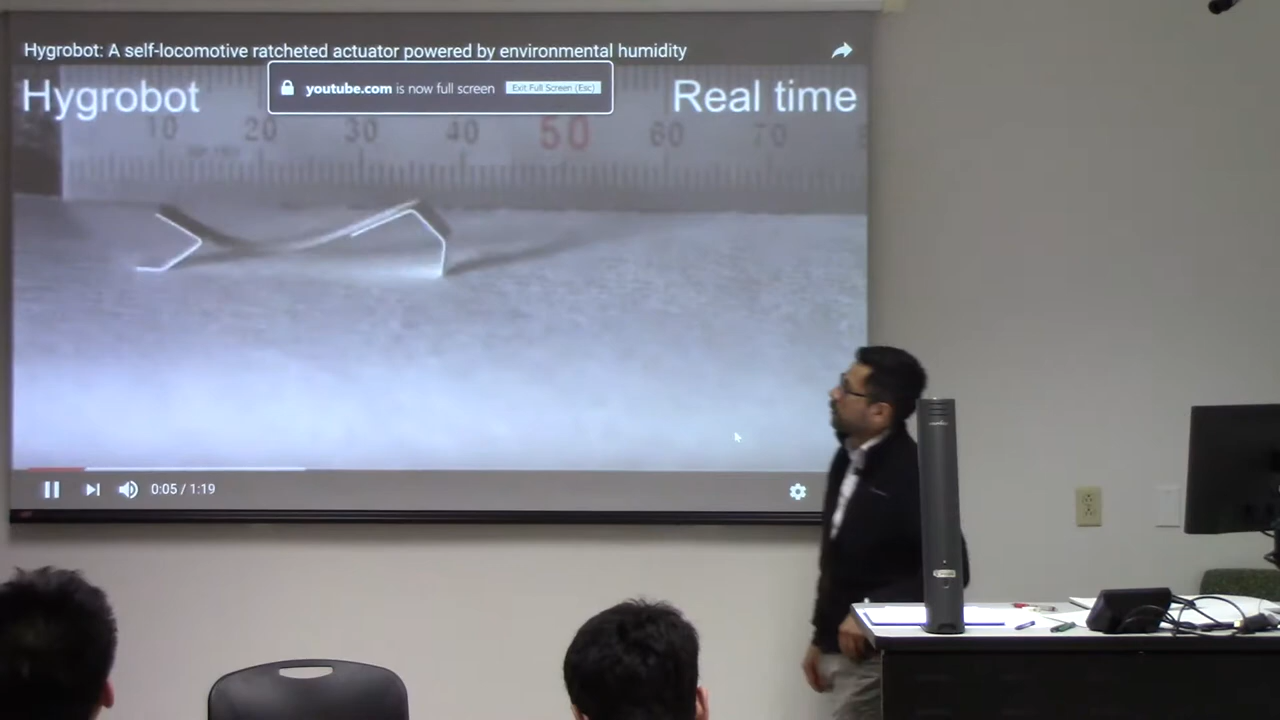 Hygrobot: A self-locomotive ratcheted actuator powered by environmental humidity
youtube.com is now full screen Exit Full Screen (Esc)
Hygrobot
Real time
10 20 30 40 50 60 70
0:05 / 1:19